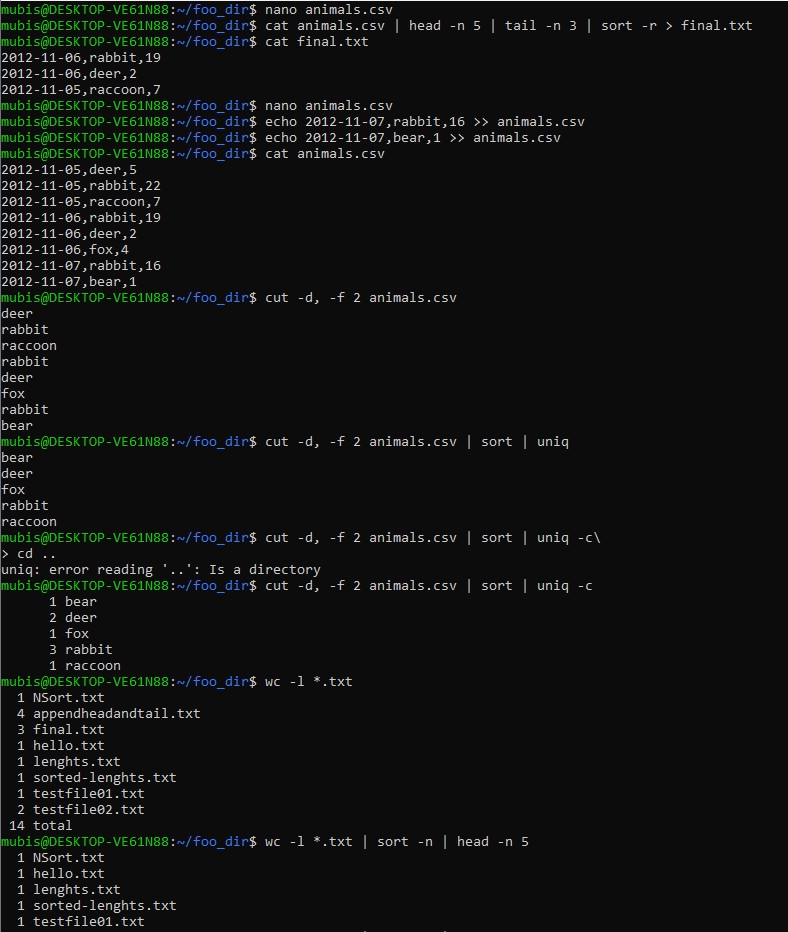 mubis@DESKTOP-VE61N88:~/foo_dir$ nano animals.csv
mubis@DESKTOP-VE61N88:~/foo_dir$ cat animals.csv | head -n 5 | tail -n 3 | sort -r > final.txt
mubis@DESKTOP-VE61N88:~/foo_dir$ cat final.txt
2012-11-06,rabbit,19
2012-11-06,deer,2
2012-11-05,raccoon,7
mubis@DESKTOP-VE61N88:~/foo_dir$ nano animals.csv
mubis@DESKTOP-VE61N88:~/foo_dir$ echo 2012-11-07,rabbit,16 >> animals.csv
mubis@DESKTOP-VE61N88:~/foo_dir$ echo 2012-11-07,bear,1 >> animals.csv
mubis@DESKTOP-VE61N88:~/foo_dir$ cat animals.csv
2012-11-05,deer,5
2012-11-05,rabbit,22
2012-11-05,raccoon,7
2012-11-06,rabbit,19
2012-11-06,deer,2
2012-11-06,fox,4
2012-11-07,rabbit,16
2012-11-07,bear,1
mubis@DESKTOP-VE61N88:~/foo_dir$ cut -d, -f 2 animals.csv
deer
rabbit
raccoon
rabbit
deer
fox
rabbit
bear
mubis@DESKTOP-VE61N88:~/foo_dir$ cut -d, -f 2 animals.csv | sort | uniq
bear
deer
fox
rabbit
raccoon
mubis@DESKTOP-VE61N88:~/foo_dir$ cut -d, -f 2 animals.csv | sort | uniq -c\
> cd ..
uniq: error reading '..': Is a directory
mubis@DESKTOP-VE61N88:~/foo_dir$ cut -d, -f 2 animals.csv | sort | uniq -c
      1 bear
      2 deer
      1 fox
      3 rabbit
      1 raccoon
mubis@DESKTOP-VE61N88:~/foo_dir$ wc -l *.txt
  1 NSort.txt
  4 appendheadandtail.txt
  3 final.txt
  1 hello.txt
  1 lenghts.txt
  1 sorted-lenghts.txt
  1 testfile01.txt
  2 testfile02.txt
 14 total
mubis@DESKTOP-VE61N88:~/foo_dir$ wc -l *.txt | sort -n | head -n 5
  1 NSort.txt
  1 hello.txt
  1 lenghts.txt
  1 sorted-lenghts.txt
  1 testfile01.txt